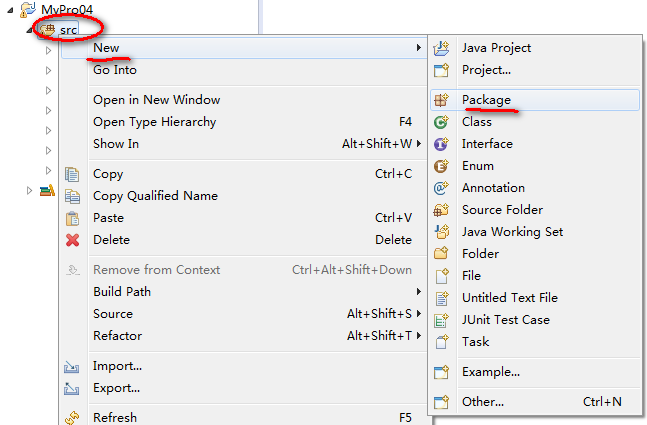 MyPro04
src
New
Go Into
Open in New Window
Open Type Hierarchy F4
Show In Alt+Shift+W
Copy Ctrl+C
Copy Qualified Name
Paste Ctrl+V
Delete Delete
Remove from Context Ctrl+Alt+Shift+Down
Build Path
Source Alt+Shift+S
Refactor Alt+Shift+T
Import...
Export...
Refresh F5
Java Project
Project...
Package
Class
Interface
Enum
Annotation
Source Folder
Java Working Set
Folder
File
Untitled Text File
JUnit Test Case
Task
Example...
Other... Ctrl+N